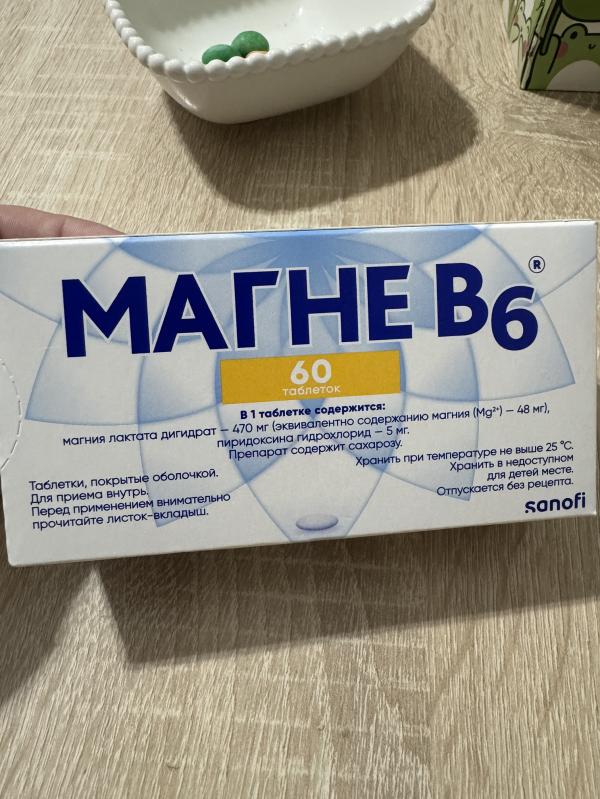 МАГНЕ B6®
60
таблеток
В 1 таблетке содержится:
магния лактата дигидрат – 470 мг (эквивалентно содержанию магния (Mg²⁺) – 48 мг),
пиридоксина гидрохлорид – 5 мг.
Препарат содержит сахарозу.
Таблетки, покрытые оболочкой.
Для приема внутрь.
Перед применением внимательно
прочитайте листок-вкладыш.
Хранить при температуре не выше 25 °С.
Хранить в недоступном
для детей месте.
Отпускается без рецепта.
sanofi